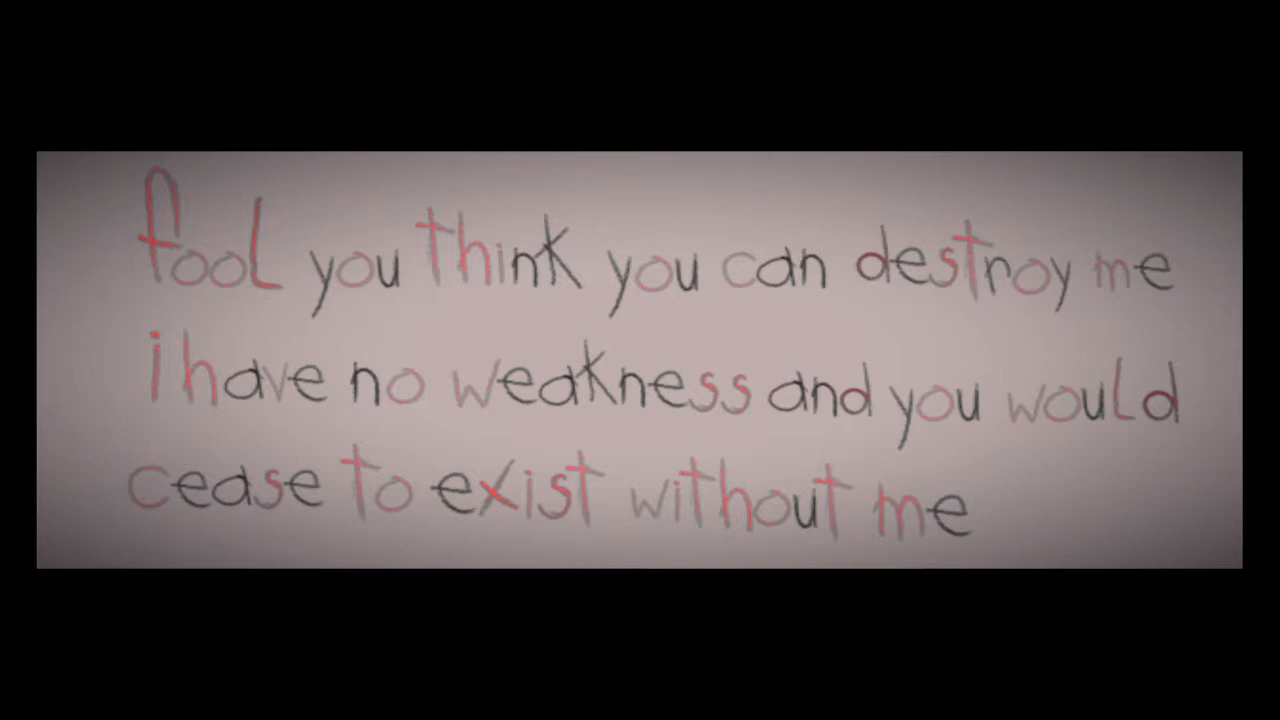 fool you think you can destroy me
i have no weakness and you would
cease to exist without me